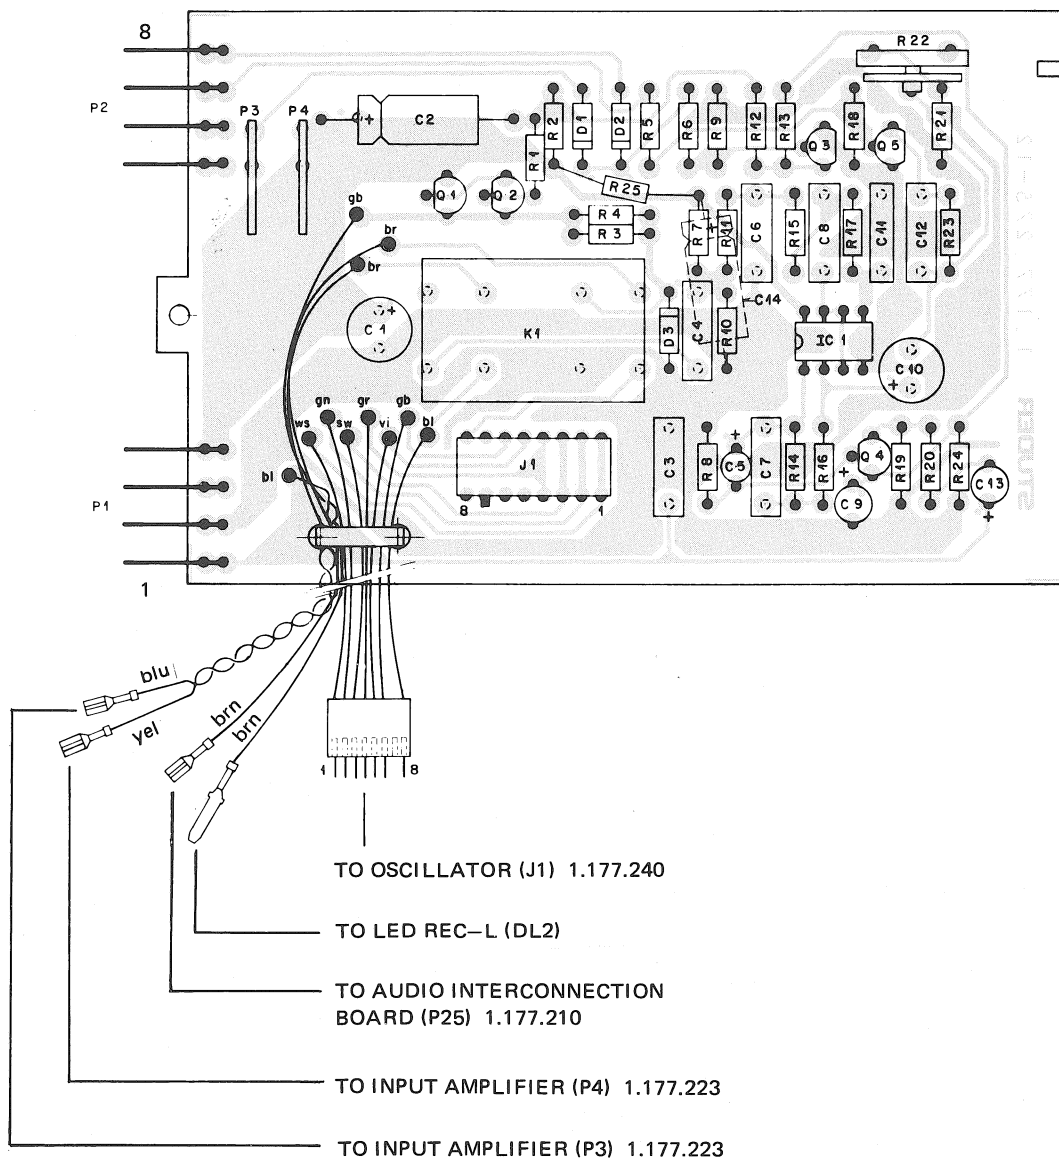 8
P2
P3 P4
+ C2
R1
R2
D1
D2
R5
R6
R9
R12
R13
Q3
R18
Q5
R21
R22
Q1
Q2
R25
R4
R3
R7
+
R11
C6
R15
C8
R17
C11
C12
R23
gb
br
br
+
C1
K1
D3
C4
R10
C14
IC1
C10
+
gn gr gb
ws sw vi bl
bl
J1
8 1
C3
R8
+
C5
C7
R14
R16
+
Q4
C9
R19
R20
R24
C13
+
STUDER
P1
1
blu
yel
brn
brn
1 8
TO OSCILLATOR (J1) 1.177.240
TO LED REC–L (DL2)
TO AUDIO INTERCONNECTION
BOARD (P25) 1.177.210
TO INPUT AMPLIFIER (P4) 1.177.223
TO INPUT AMPLIFIER (P3) 1.177.223